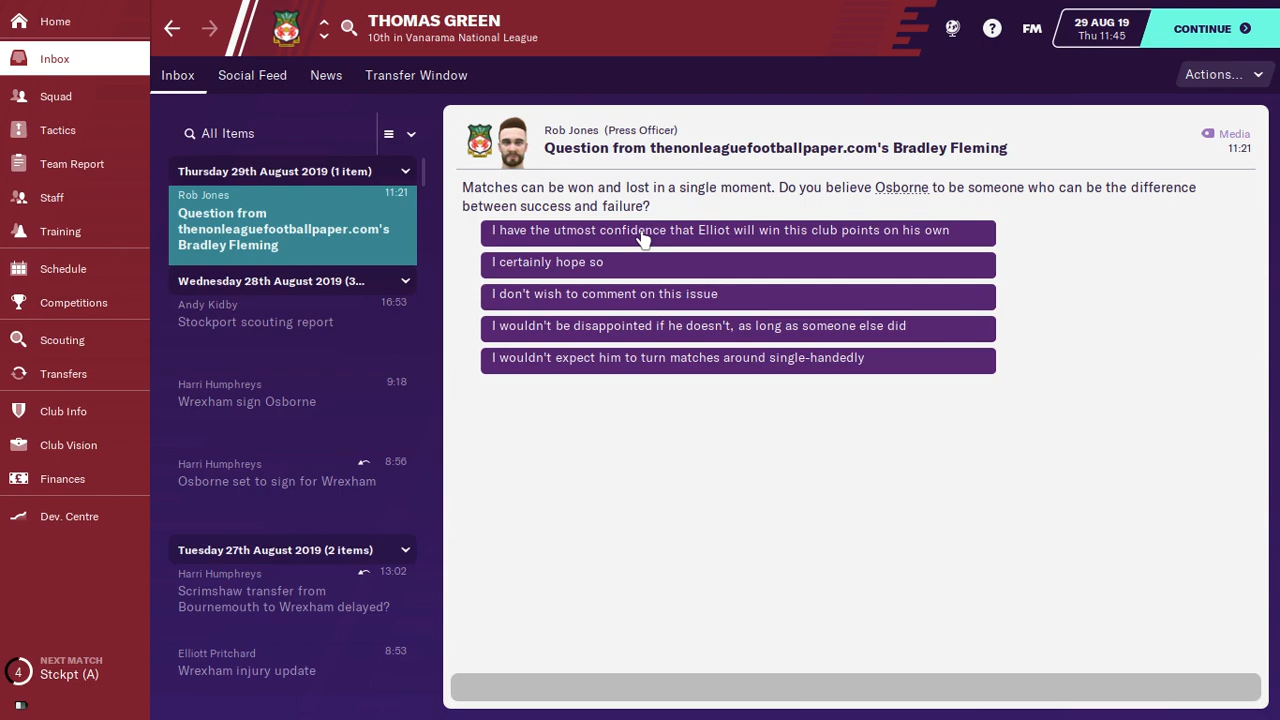 Home
Inbox
Squad
Tactics
Team Report
Staff
Training
Schedule
Competitions
Scouting
Transfers
Club Info
Club Vision
Finances
Dev. Centre
NEXT MATCH
4
Stckpt (A)
THOMAS GREEN
10th in Vanarama National League
?
FM
29 AUG 19
Thu 11:45
CONTINUE
Inbox
Social Feed
News
Transfer Window
Actions...
All Items
Thursday 29th August 2019 (1 item)
Rob Jones 11:21
Question from
thenonleaguefootballpaper.com's
Bradley Fleming
Wednesday 28th August 2019 (3...
Andy Kidby 16:53
Stockport scouting report
Harri Humphreys 9:18
Wrexham sign Osborne
Harri Humphreys 8:56
Osborne set to sign for Wrexham
Tuesday 27th August 2019 (2 items)
Harri Humphreys 13:02
Scrimshaw transfer from
Bournemouth to Wrexham delayed?
Elliott Pritchard 8:53
Wrexham injury update
Rob Jones (Press Officer)
Question from thenonleaguefootballpaper.com's Bradley Fleming
Media
11:21
Matches can be won and lost in a single moment. Do you believe Osborne to be someone who can be the difference
between success and failure?
I have the utmost confidence that Elliot will win this club points on his own
I certainly hope so
I don't wish to comment on this issue
I wouldn't be disappointed if he doesn't, as long as someone else did
I wouldn't expect him to turn matches around single-handedly